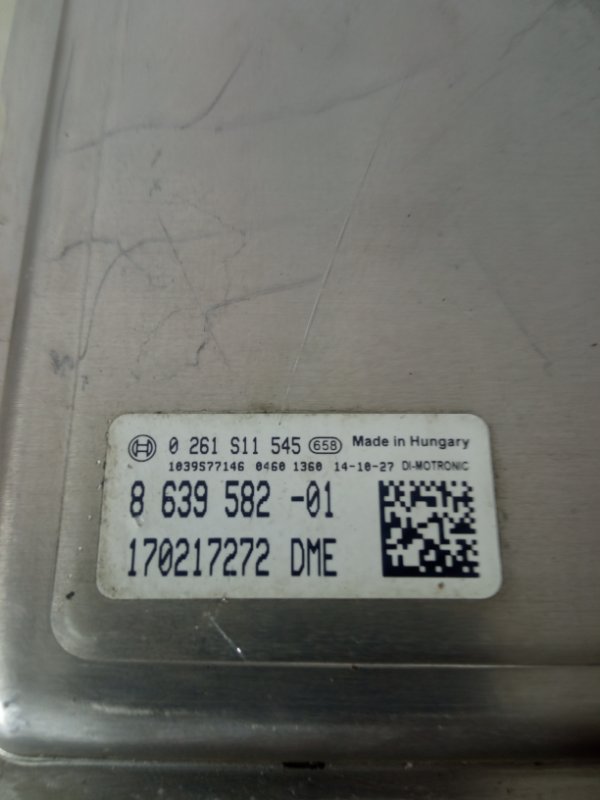 0 261 S11 545 658 Made in Hungary
1039S77146 0460 1360 14-10-27 DI-MOTRONIC
8 639 582 -01
170217272 DME